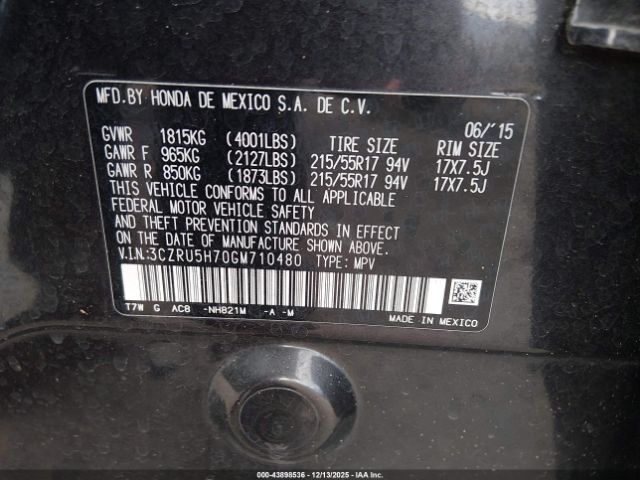 MFD.BY HONDA DE MEXICO S.A. DE C.V.
06/'15
GVWR 1815KG (4001LBS) TIRE SIZE RIM SIZE
GAWR F 965KG (2127LBS) 215/55R17 94V 17X7.5J
GAWR R 850KG (1873LBS) 215/55R17 94V 17X7.5J
THIS VEHICLE CONFORMS TO ALL APPLICABLE
FEDERAL MOTOR VEHICLE SAFETY
AND THEFT PREVENTION STANDARDS IN EFFECT
ON THE DATE OF MANUFACTURE SHOWN ABOVE.
V.I.N:3CZRU5H70GM710480 TYPE: MPV
T7W G AC8 -NH821M -A -M
MADE IN MEXICO
000-43898536 - 12/13/2025 - IAA Inc.